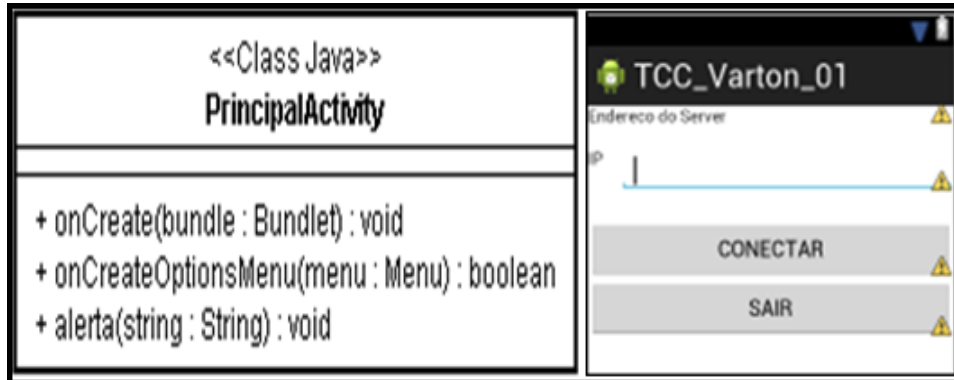 <<Class Java>>
PrincipalActivity
+ onCreate(bundle : Bundlet) : void
+ onCreateOptionsMenu(menu : Menu) : boolean
+ alerta(string : String) : void
TCC_Varton_01
Endereco do Server
IP
CONECTAR
SAIR